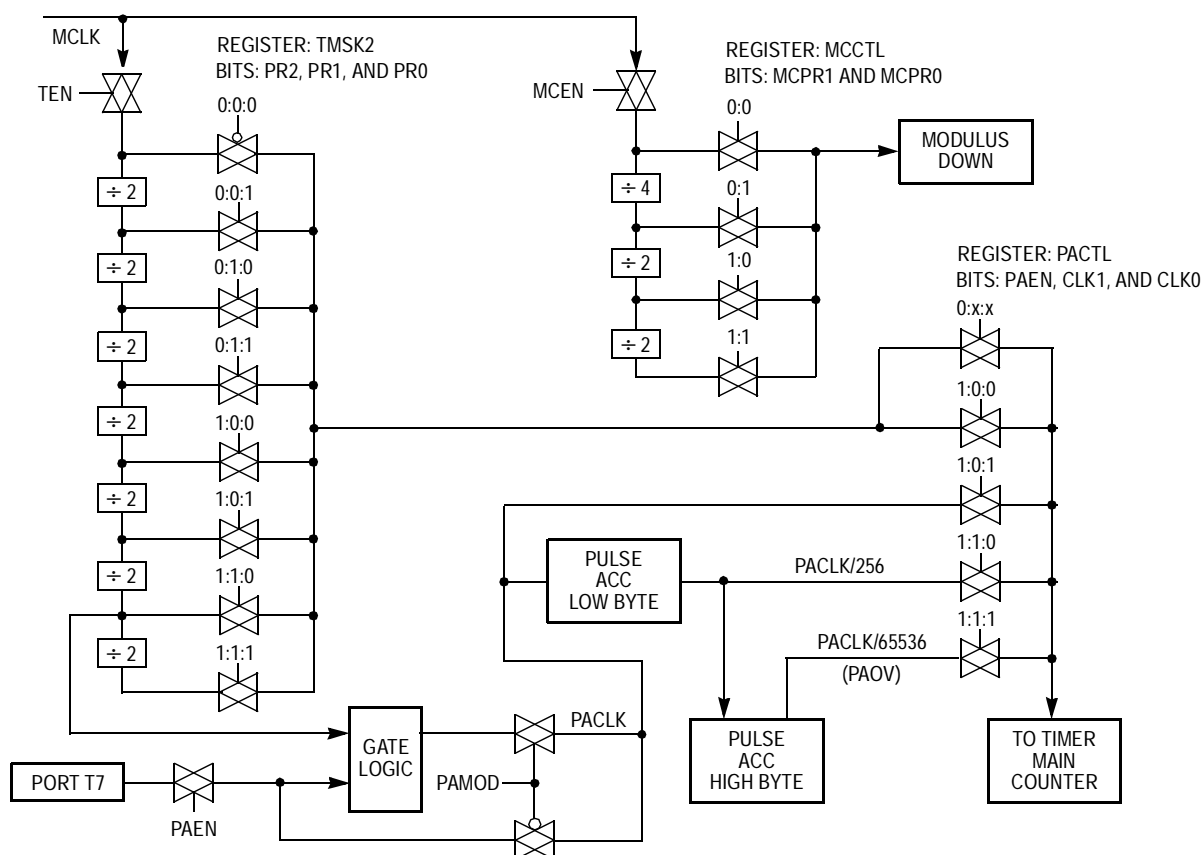 MCLK
REGISTER: TMSK2
BITS: PR2, PR1, AND PR0
TEN
0:0:0
÷ 2
0:0:1
÷ 2
0:1:0
÷ 2
0:1:1
÷ 2
1:0:0
÷ 2
1:0:1
÷ 2
1:1:0
÷ 2
1:1:1
REGISTER: MCCTL
BITS: MCPR1 AND MCPR0
MCEN
0:0
÷ 4
0:1
÷ 2
1:0
÷ 2
1:1
MODULUS
DOWN
REGISTER: PACTL
BITS: PAEN, CLK1, AND CLK0
0:x:x
1:0:0
1:0:1
1:1:0
1:1:1
PULSE
ACC
LOW BYTE
PACLK/256
PACLK/65536
(PAOV)
PORT T7
PAEN
GATE
LOGIC
PACLK
PAMOD
PULSE
ACC
HIGH BYTE
TO TIMER
MAIN
COUNTER